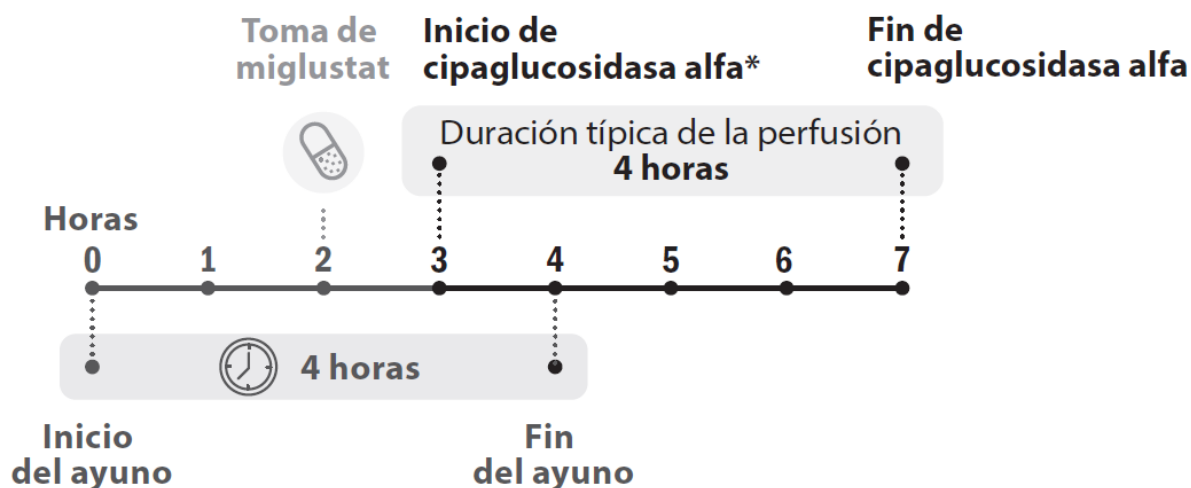 Toma de
miglustat
Inicio de
cipaglucosidasa alfa*
Fin de
cipaglucosidasa alfa
Duración típica de la perfusión
4 horas
Horas
0 1 2 3 4 5 6 7
4 horas
Inicio
del ayuno
Fin
del ayuno